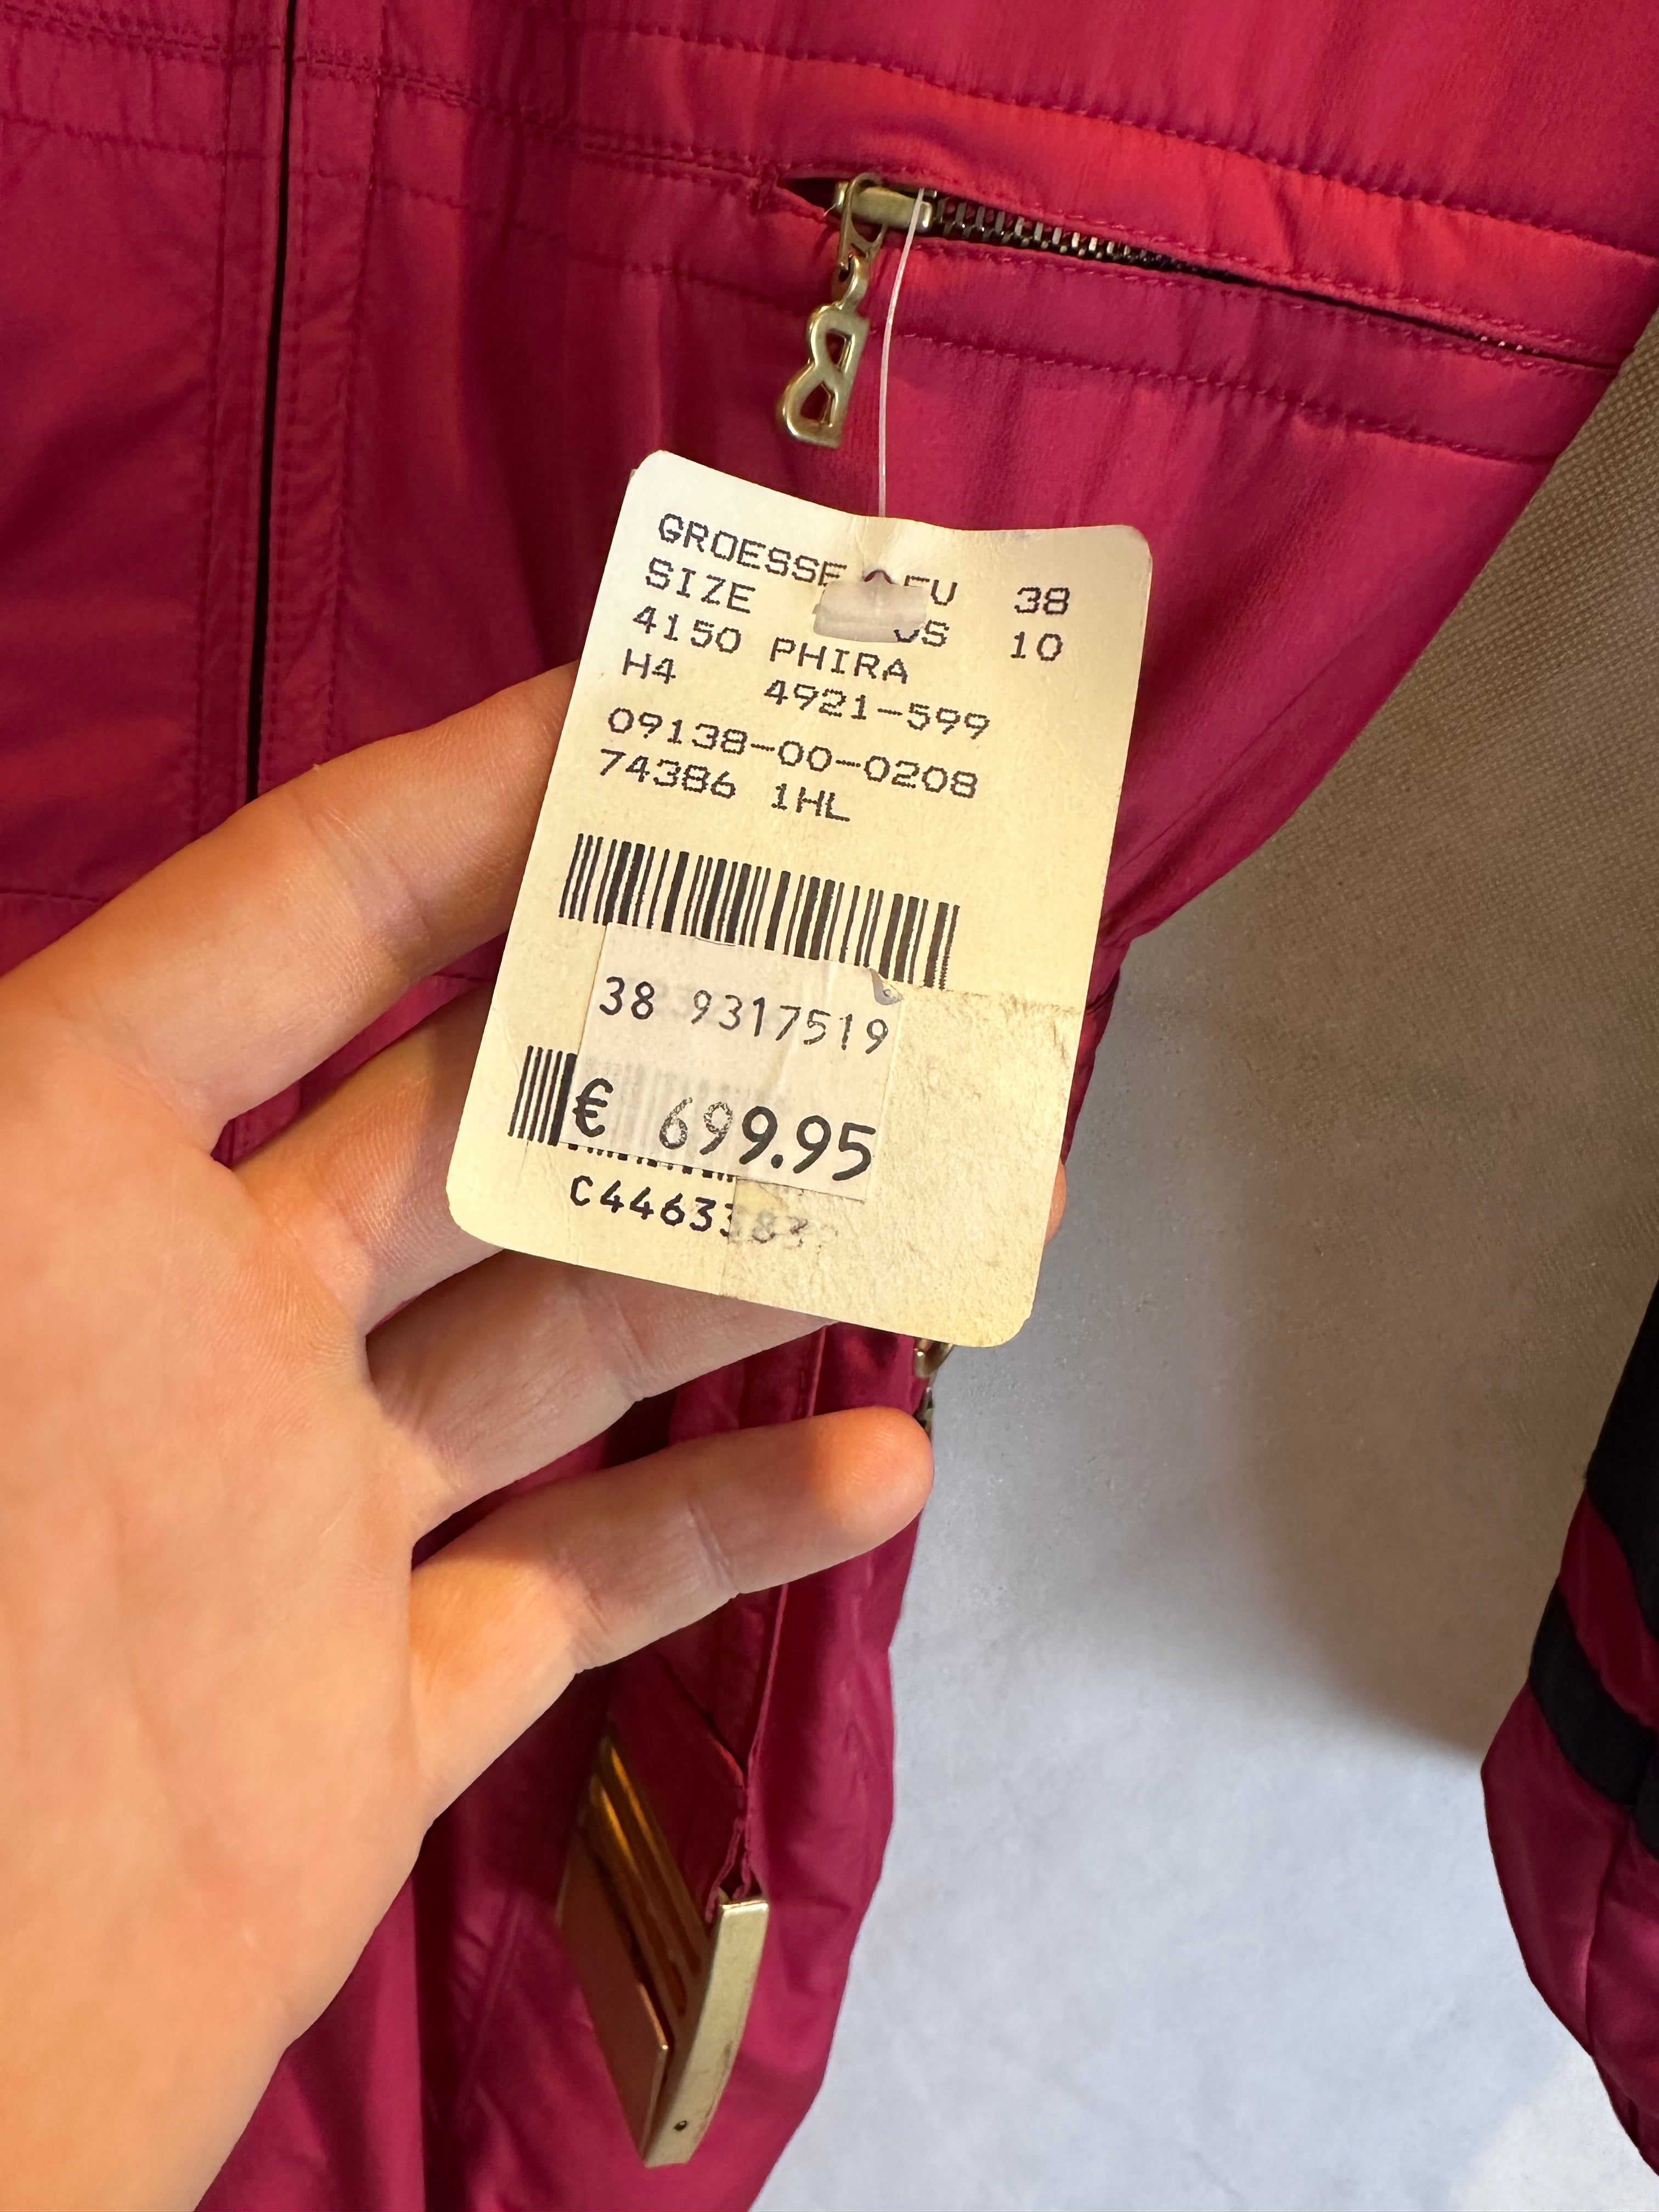 GROESSE 38
SIZE US 10
4150 PHIRA
H4 4921-599
09138-00-0208
74386 1HL
38 9317519
€ 699.95